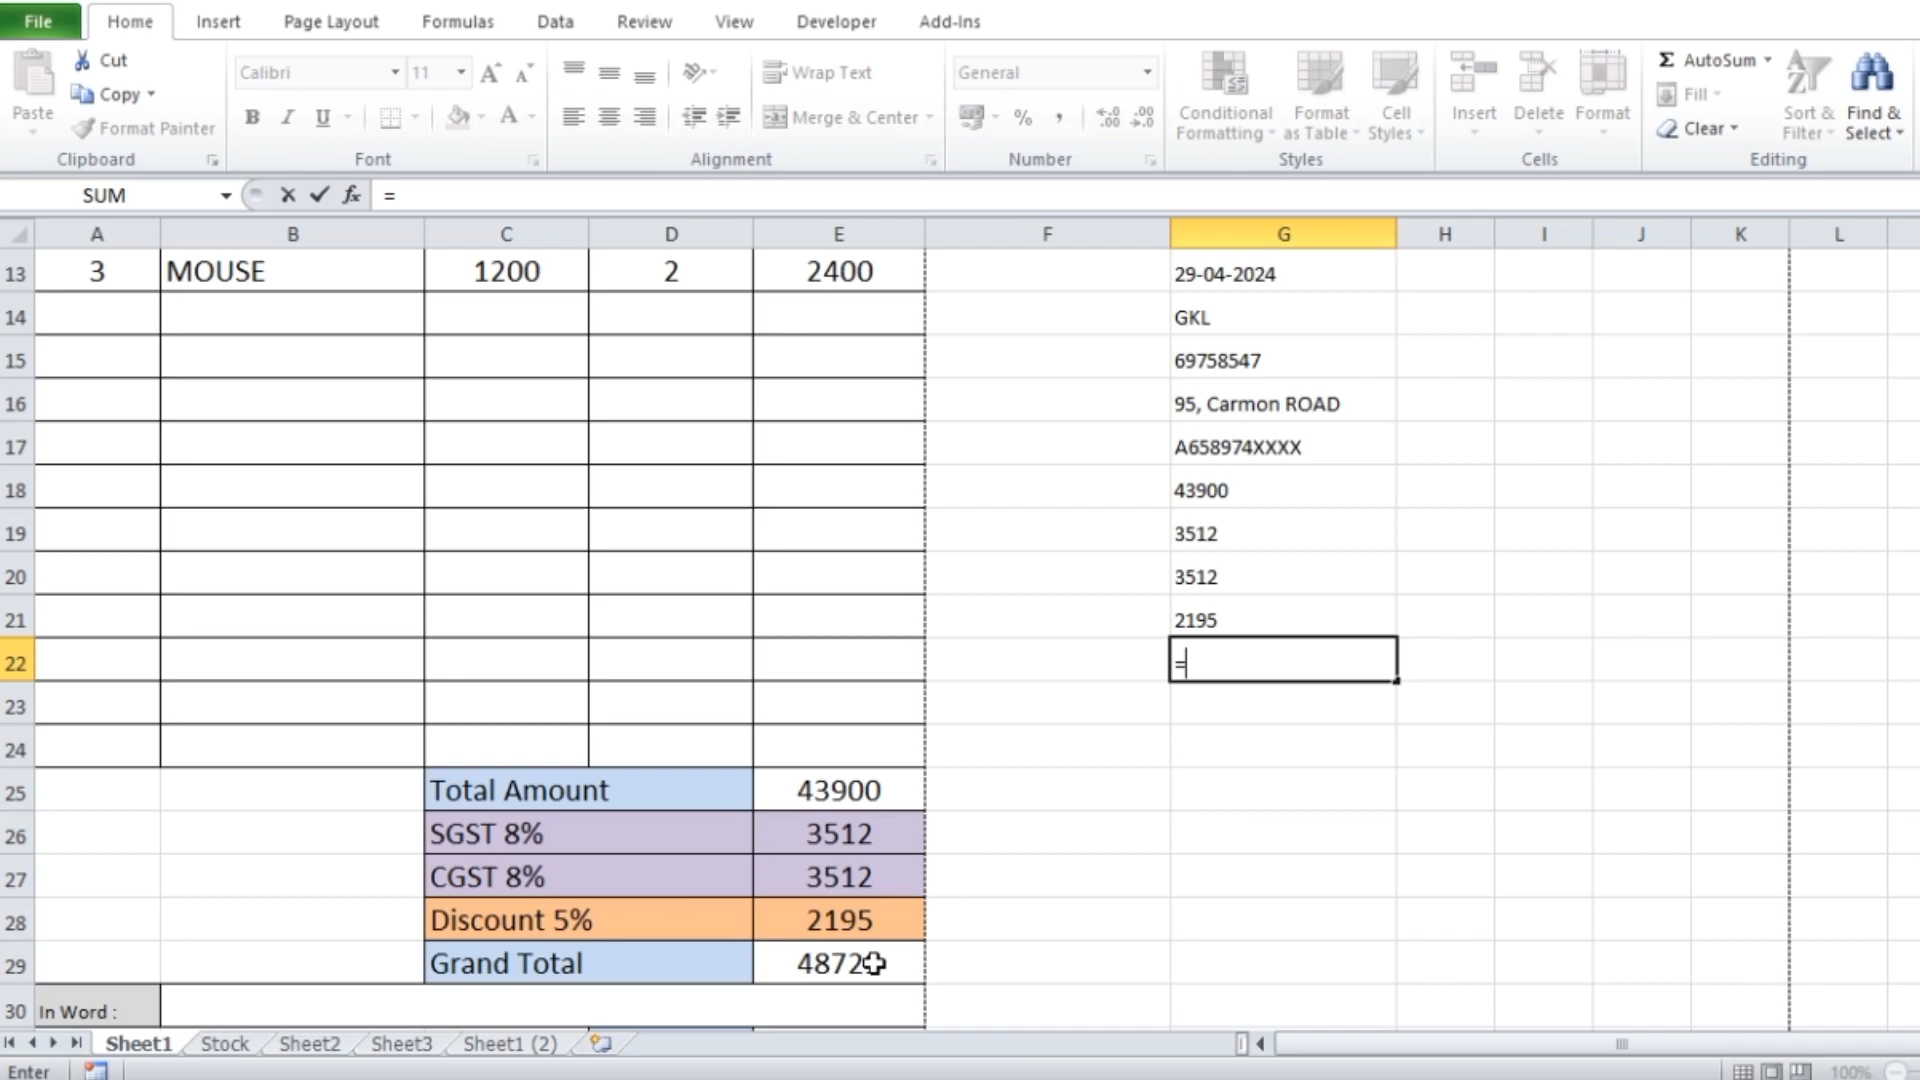 File Home Insert Page Layout Formulas Data Review View Developer Add-Ins
Paste Cut Copy Format Painter
Calibri 11
B I U A
Wrap Text
Merge & Center
General
% ,
Conditional Formatting Format as Table Cell Styles
Insert Delete Format
Σ AutoSum
Fill
Clear
Sort & Filter Find & Select
Clipboard Font Alignment Number Styles Cells Editing
SUM fx =
A B C D E F G H I J K L
13 3 MOUSE 1200 2 2400 29-04-2024
14 GKL
15 69758547
16 95, Carmon ROAD
17 A658974XXXX
18 43900
19 3512
20 3512
21 2195
22 =
23
24
25 Total Amount 43900
26 SGST 8% 3512
27 CGST 8% 3512
28 Discount 5% 2195
29 Grand Total
30 In Word :
Sheet1 Stock Sheet2 Sheet3 Sheet1 (2)
Enter 100%